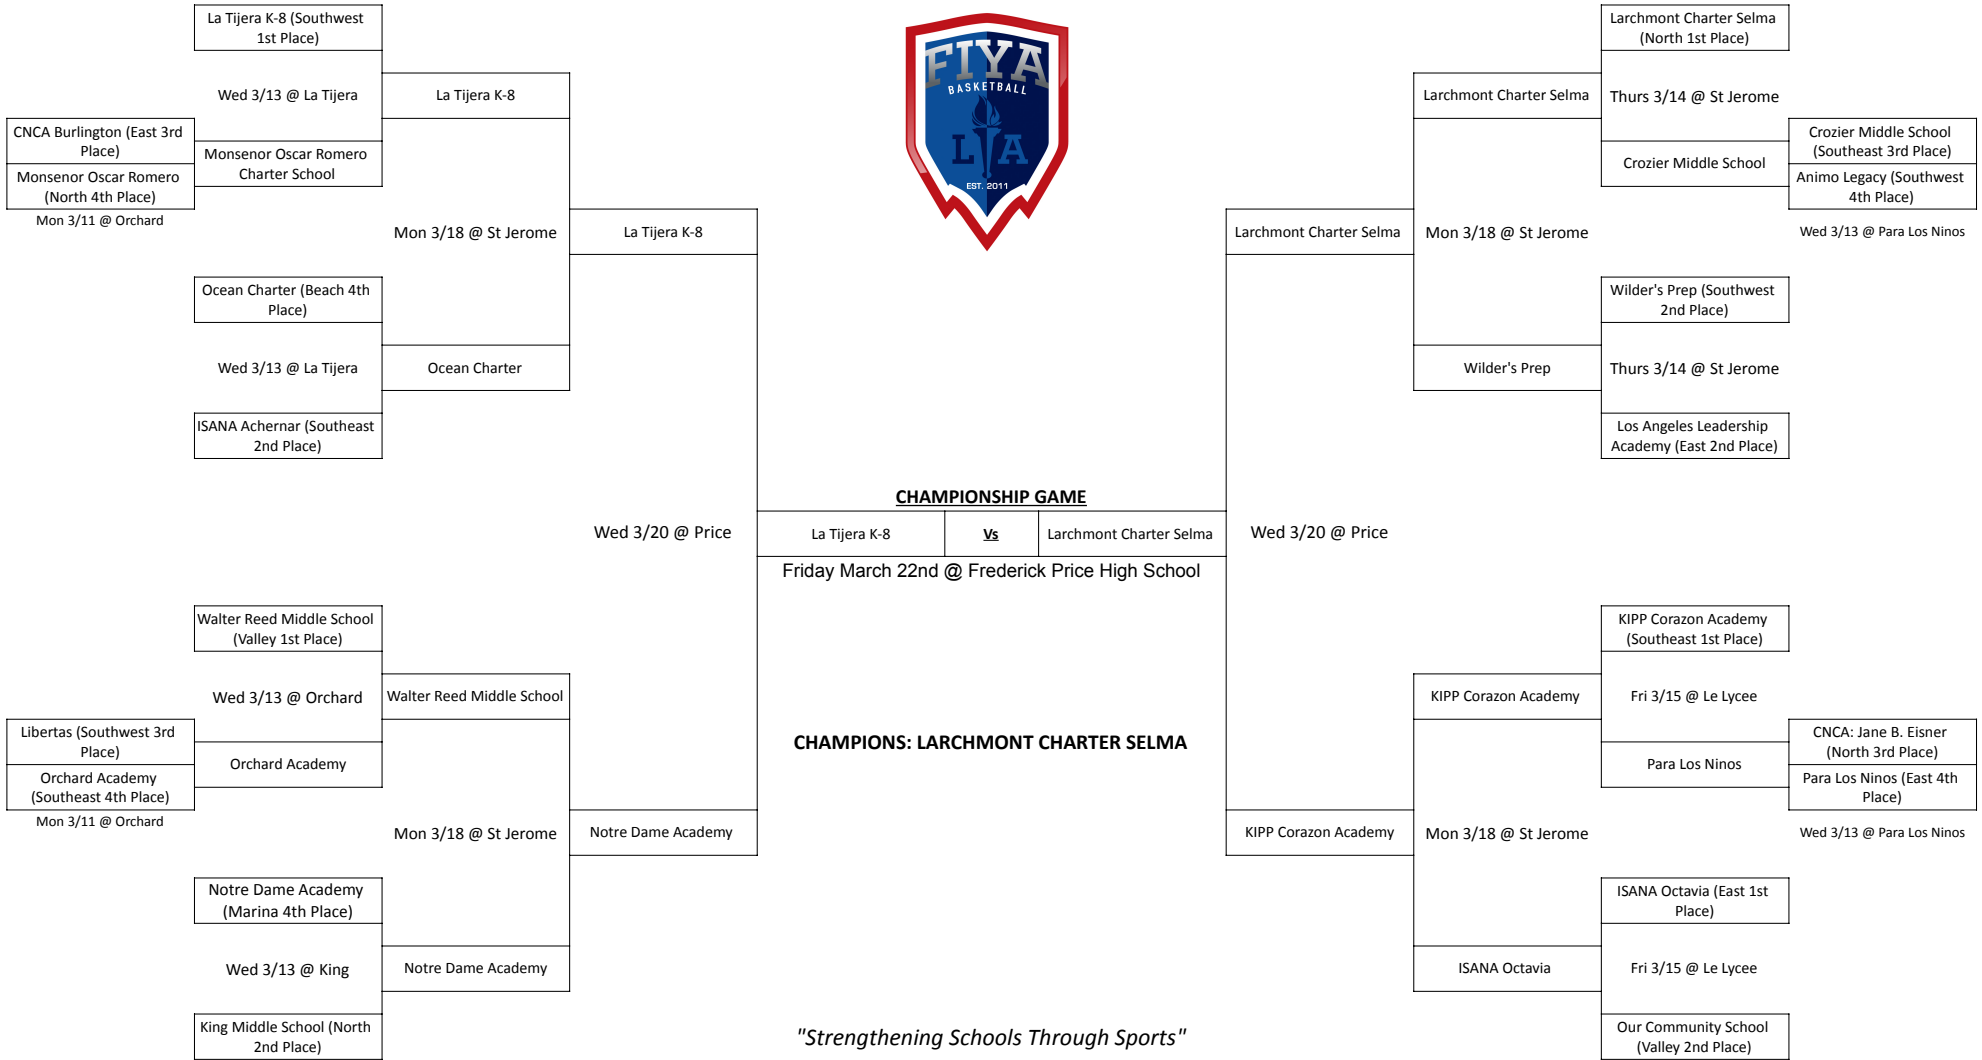 La Tijera K-8 (Southwest
1st Place)
Wed 3/13 @ La Tijera
La Tijera K-8
CNCA Burlington (East 3rd
Place)
Monsenor Oscar Romero
(North 4th Place)
Mon 3/11 @ Orchard
Monsenor Oscar Romero
Charter School
Mon 3/18 @ St Jerome
La Tijera K-8
Ocean Charter (Beach 4th
Place)
Wed 3/13 @ La Tijera
Ocean Charter
ISANA Achernar (Southeast
2nd Place)
Wed 3/20 @ Price
Walter Reed Middle School
(Valley 1st Place)
Wed 3/13 @ Orchard
Walter Reed Middle School
Libertas (Southwest 3rd
Place)
Orchard Academy
(Southeast 4th Place)
Mon 3/11 @ Orchard
Orchard Academy
Mon 3/18 @ St Jerome
Notre Dame Academy
Notre Dame Academy
(Marina 4th Place)
Wed 3/13 @ King
Notre Dame Academy
King Middle School (North
2nd Place)
FIYA
BASKETBALL
LA
EST. 2011
CHAMPIONSHIP GAME
La Tijera K-8
Vs
Larchmont Charter Selma
Friday March 22nd @ Frederick Price High School
CHAMPIONS: LARCHMONT CHARTER SELMA
"Strengthening Schools Through Sports"
Larchmont Charter Selma
(North 1st Place)
Larchmont Charter Selma
Thurs 3/14 @ St Jerome
Crozier Middle School
(Southeast 3rd Place)
Crozier Middle School
Animo Legacy (Southwest
4th Place)
Wed 3/13 @ Para Los Ninos
Larchmont Charter Selma
Mon 3/18 @ St Jerome
Wilder's Prep (Southwest
2nd Place)
Wilder's Prep
Thurs 3/14 @ St Jerome
Los Angeles Leadership
Academy (East 2nd Place)
Wed 3/20 @ Price
KIPP Corazon Academy
(Southeast 1st Place)
KIPP Corazon Academy
Fri 3/15 @ Le Lycee
CNCA: Jane B. Eisner
(North 3rd Place)
Para Los Ninos
Para Los Ninos (East 4th
Place)
Wed 3/13 @ Para Los Ninos
KIPP Corazon Academy
Mon 3/18 @ St Jerome
ISANA Octavia (East 1st
Place)
ISANA Octavia
Fri 3/15 @ Le Lycee
Our Community School
(Valley 2nd Place)